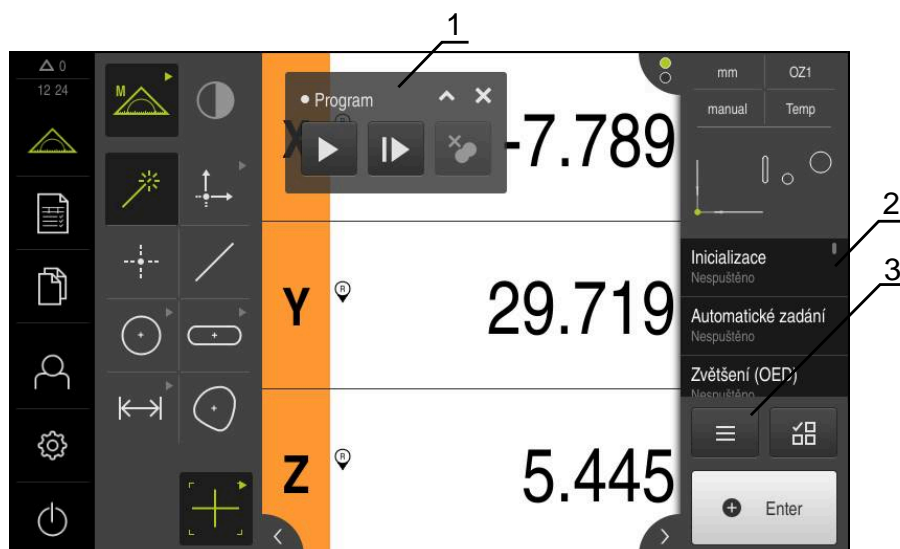 1
0
12 24
M
Program
X
-7.789
mm
OZ1
manual
Temp
2
Inicializace
Nespuštěno
3
Y
R
29.719
Automatické zadání
Nespuštěno
Zvětšení (OED)
Nespuštěno
Z
R
5.445
Enter